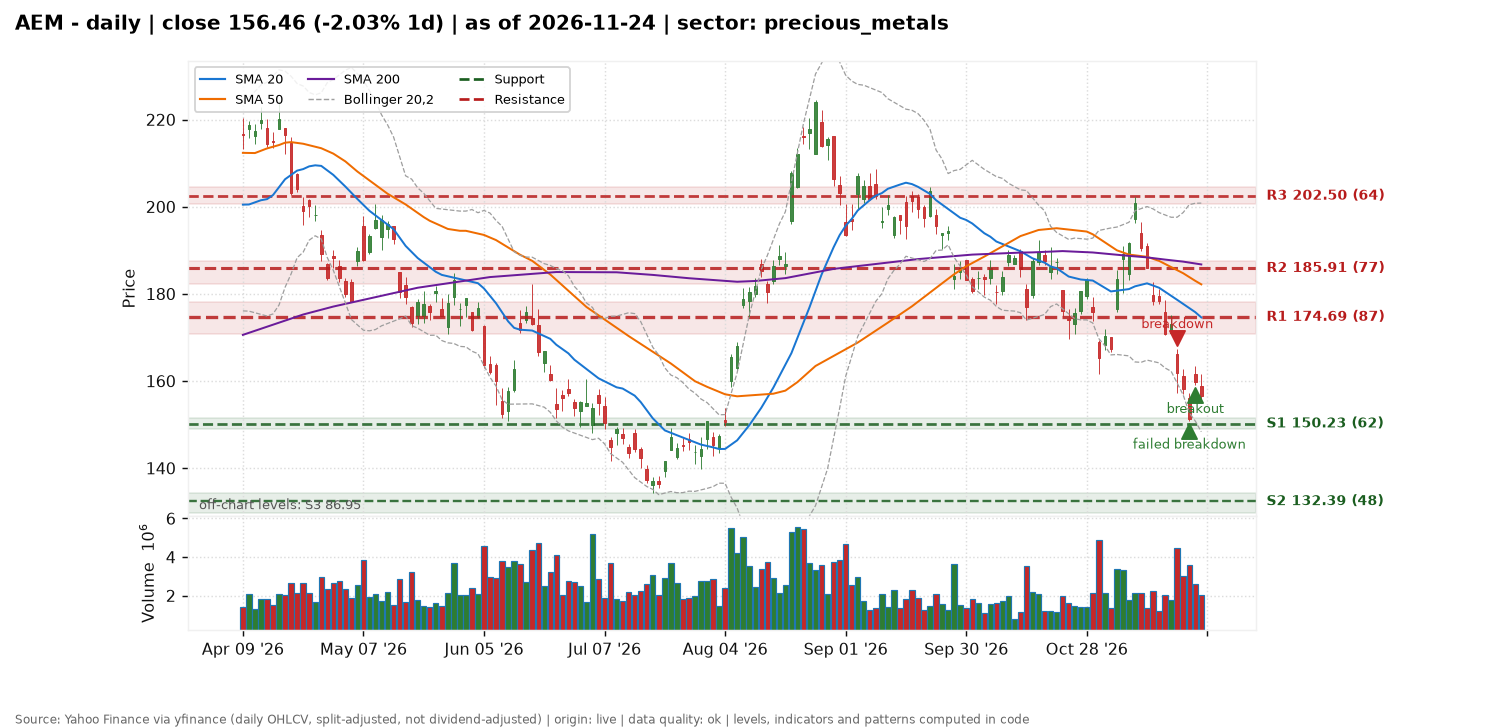 AEM - daily | close 156.46 (-2.03% 1d) | as of 2026-11-24 | sector: precious_metals
SMA 20
SMA 50
SMA 200
Bollinger 20,2
Support
Resistance
Price
220
200
180
160
140
R3 202.50 (64)
R2 185.91 (77)
R1 174.69 (87)
S1 150.23 (62)
S2 132.39 (48)
breakdown
breakout
failed breakdown
off-chart levels: S3 86.95
Volume 10⁶
6
4
2
Apr 09 '26
May 07 '26
Jun 05 '26
Jul 07 '26
Aug 04 '26
Sep 01 '26
Sep 30 '26
Oct 28 '26
Source: Yahoo Finance via yfinance (daily OHLCV, split-adjusted, not dividend-adjusted) | origin: live | data quality: ok | levels, indicators and patterns computed in code